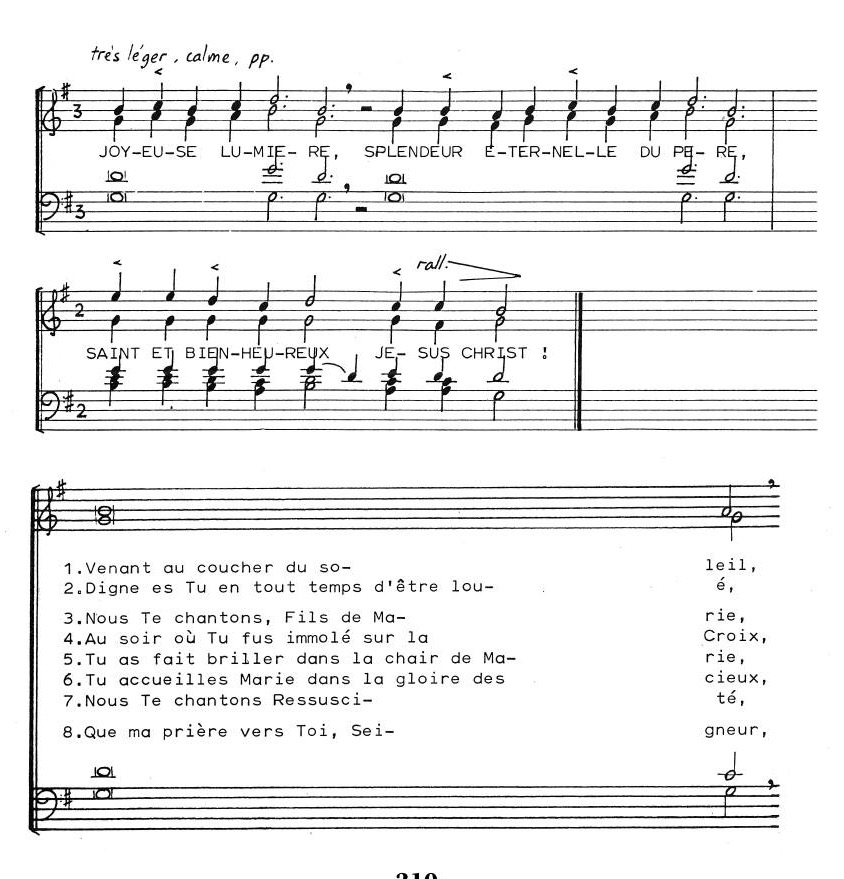 très léger, calme, pp.
3
JOY-EU-SE LU-MIE-RE, SPLENDEUR E-TER-NEL-LE DU PE-RE,
3
rall.
2
SAINT ET BIEN-HEU-REUX JE-SUS CHRIST !
2
1.Venant au coucher du so- leil,
2.Digne es Tu en tout temps d'être lou- é,
3.Nous Te chantons, Fils de Ma- rie,
4.Au soir où Tu fus immolé sur la Croix,
5.Tu as fait briller dans la chair de Ma- rie,
6.Tu accueilles Marie dans la gloire des cieux,
7.Nous Te chantons Ressusci- té,
8.Que ma prière vers Toi, Sei- gneur,